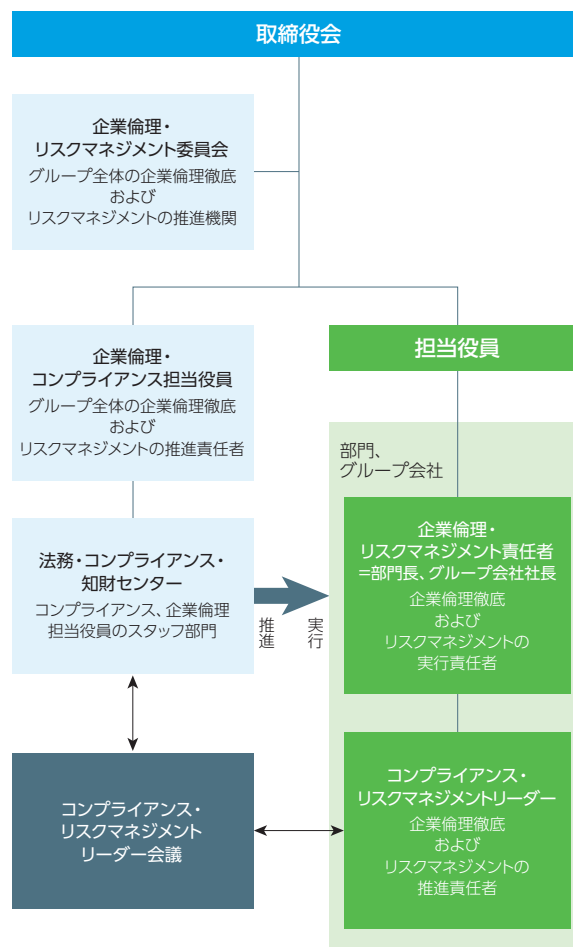 取締役会
企業倫理・
リスクマネジメント委員会
グループ全体の企業倫理徹底
および
リスクマネジメントの推進機関
企業倫理・
コンプライアンス担当役員
グループ全体の企業倫理徹底
および
リスクマネジメントの推進責任者
担当役員
部門、
グループ会社
法務・コンプライアンス・
知財センター
コンプライアンス、企業倫理
担当役員のスタッフ部門
推進
実行
企業倫理・
リスクマネジメント責任者
=部門長、グループ会社社長
企業倫理徹底
および
リスクマネジメントの
実行責任者
コンプライアンス・
リスクマネジメント
リーダー会議
コンプライアンス・
リスクマネジメントリーダー
企業倫理徹底
および
リスクマネジメントの
推進責任者